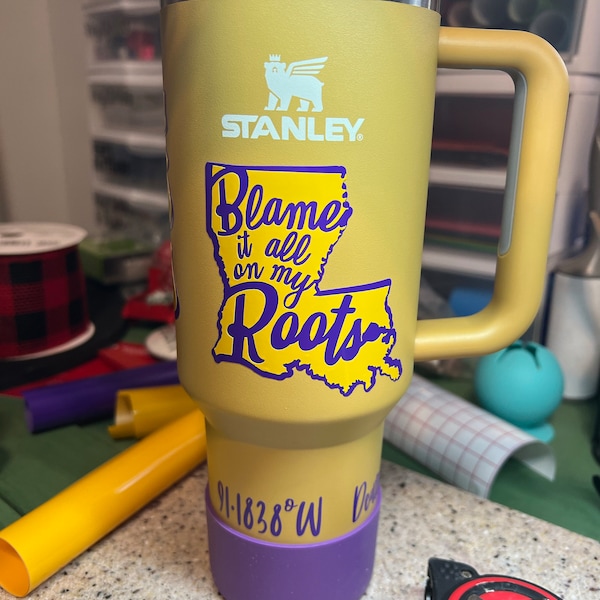 STANLEY®
Blame
it all
on my
Roots
91.1838°W